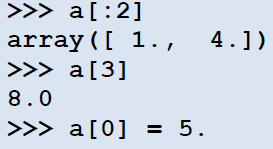 >>> a[:2]
array([ 1.,  4.])
>>> a[3]
8.0
>>> a[0] = 5.